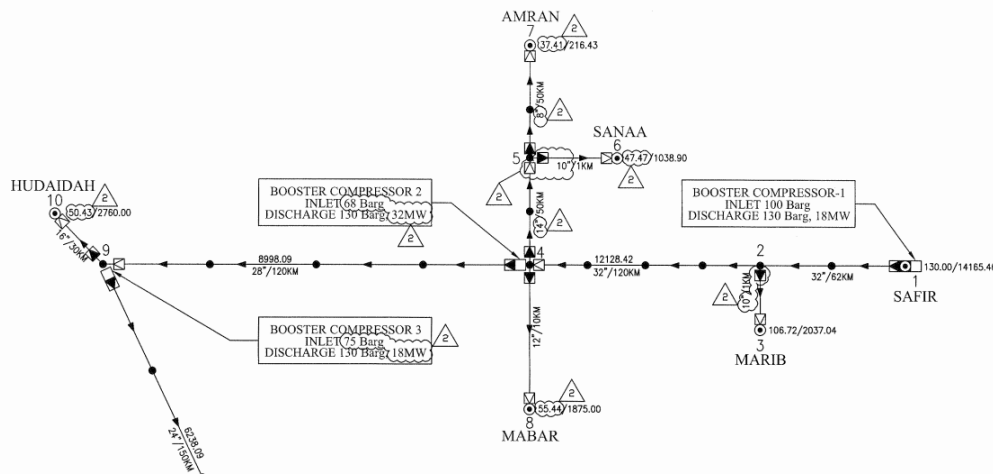 AMRAN
7
2
37.41/216.43
8"/50KM
2
SANAA
5
6
47.47/1038.90
10"/1KM
2
2
HUDAIDAH
10
2
50.43/2760.00
16"/30KM
BOOSTER COMPRESSOR 2
INLET 68 Barg
DISCHARGE 130 Barg, 32MW
2
14"/50KM
2
BOOSTER COMPRESSOR-1
INLET 100 Barg
DISCHARGE 130 Barg, 18MW
9
8998.09
28"/120KM
4
12128.42
32"/120KM
2
32"/62KM
130.00/14165.46
1
SAFIR
10"/1KM
2
106.72/2037.04
3
MARIB
BOOSTER COMPRESSOR 3
INLET 75 Barg
DISCHARGE 130 Barg, 18MW
2
12"/10KM
2
55.44/1875.00
8
MABAR
6238.09
24"/150KM